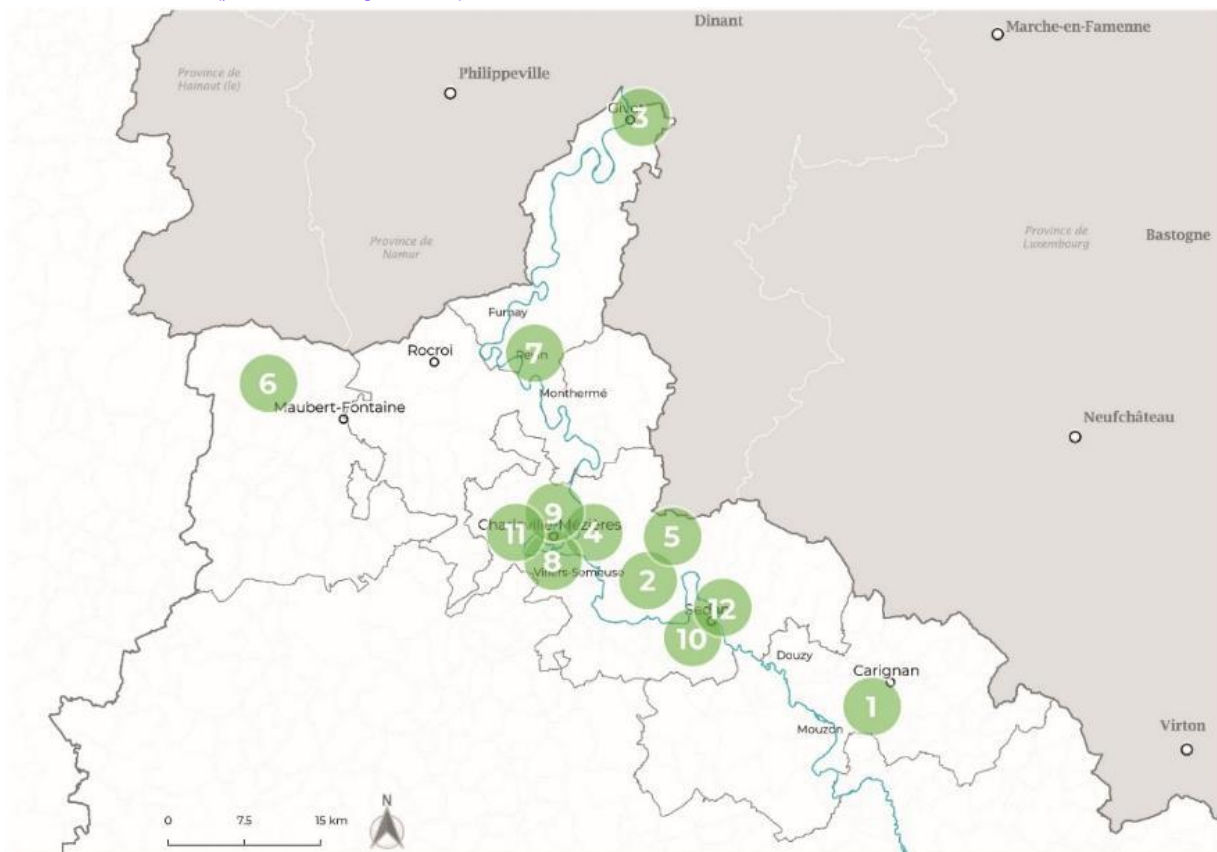 Dinant
Marche-en-Famenne
Province de
Hainaut (le)
Philippeville
3
Province de
Namur
Province de
Luxembourg
Bastogne
Fumay
Rocroi
7
6
Monthermé
Maubert-Fontaine
Neufchâteau
9
Charleville-Mézières
11
4
5
8
Villers-Semeuse
2
12
Sedan
10
Douzy
Carignan
1
Mouzon
Virton
N
0 7.5 15 km